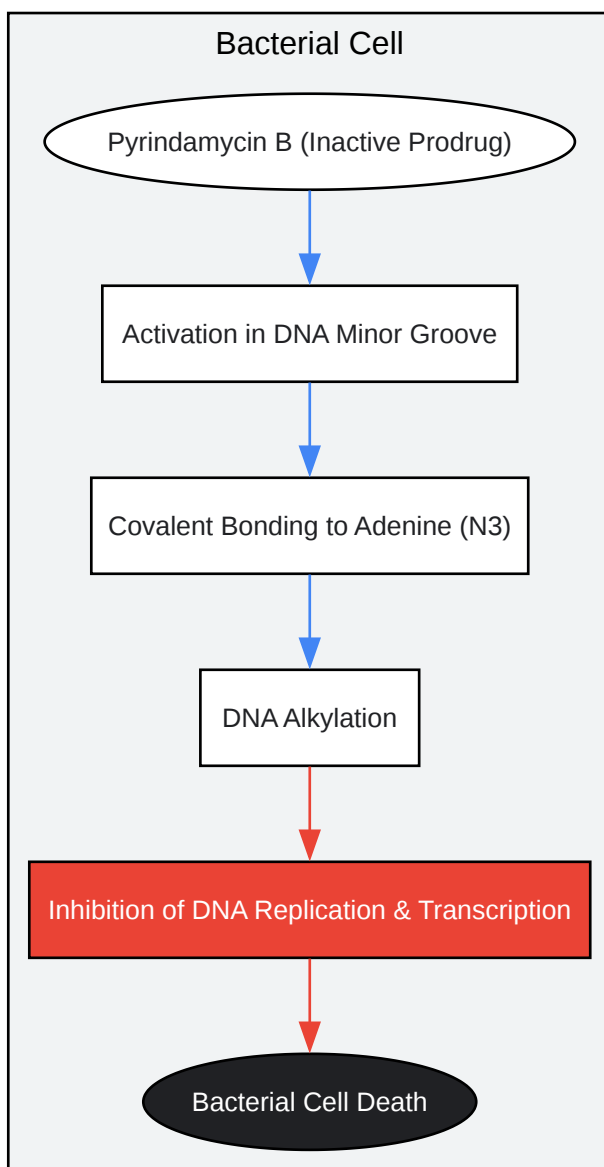 Bacterial Cell
Pyrindamycin B (Inactive Prodrug)
Activation in DNA Minor Groove
Covalent Bonding to Adenine (N3)
DNA Alkylation
Inhibition of DNA Replication & Transcription
Bacterial Cell Death